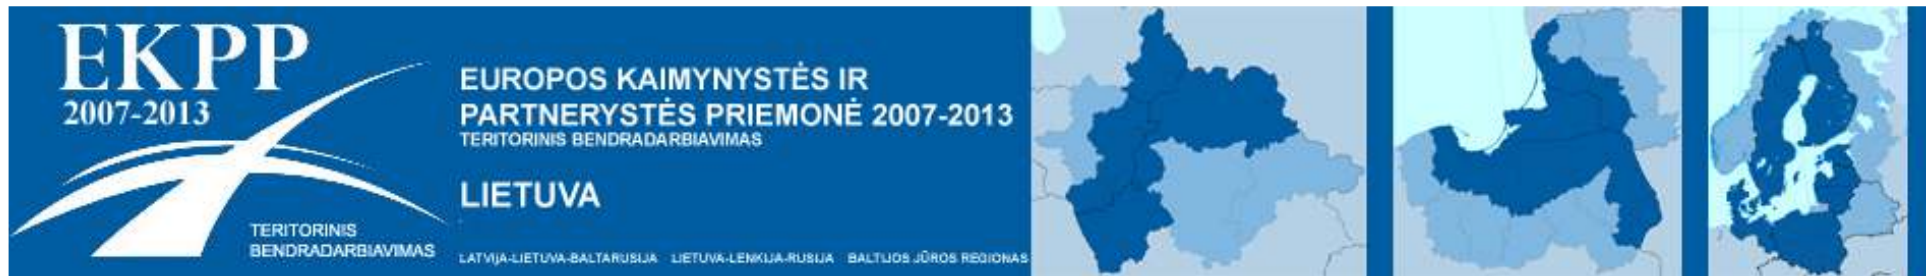 EKPP
2007-2013
TERITORINIS
BENDRADARBIAVIMAS
EUROPOS KAIMYNYSTĖS IR
PARTNERYSTĖS PRIEMONĖ 2007-2013
TERITORINIS BENDRADARBIAVIMAS
LIETUVA
LATVIJA-LIETUVA-BALTARUSIJA LIETUVA-LENKIJA-RUSIJA BALTIJOS JŪROS REGIONAS